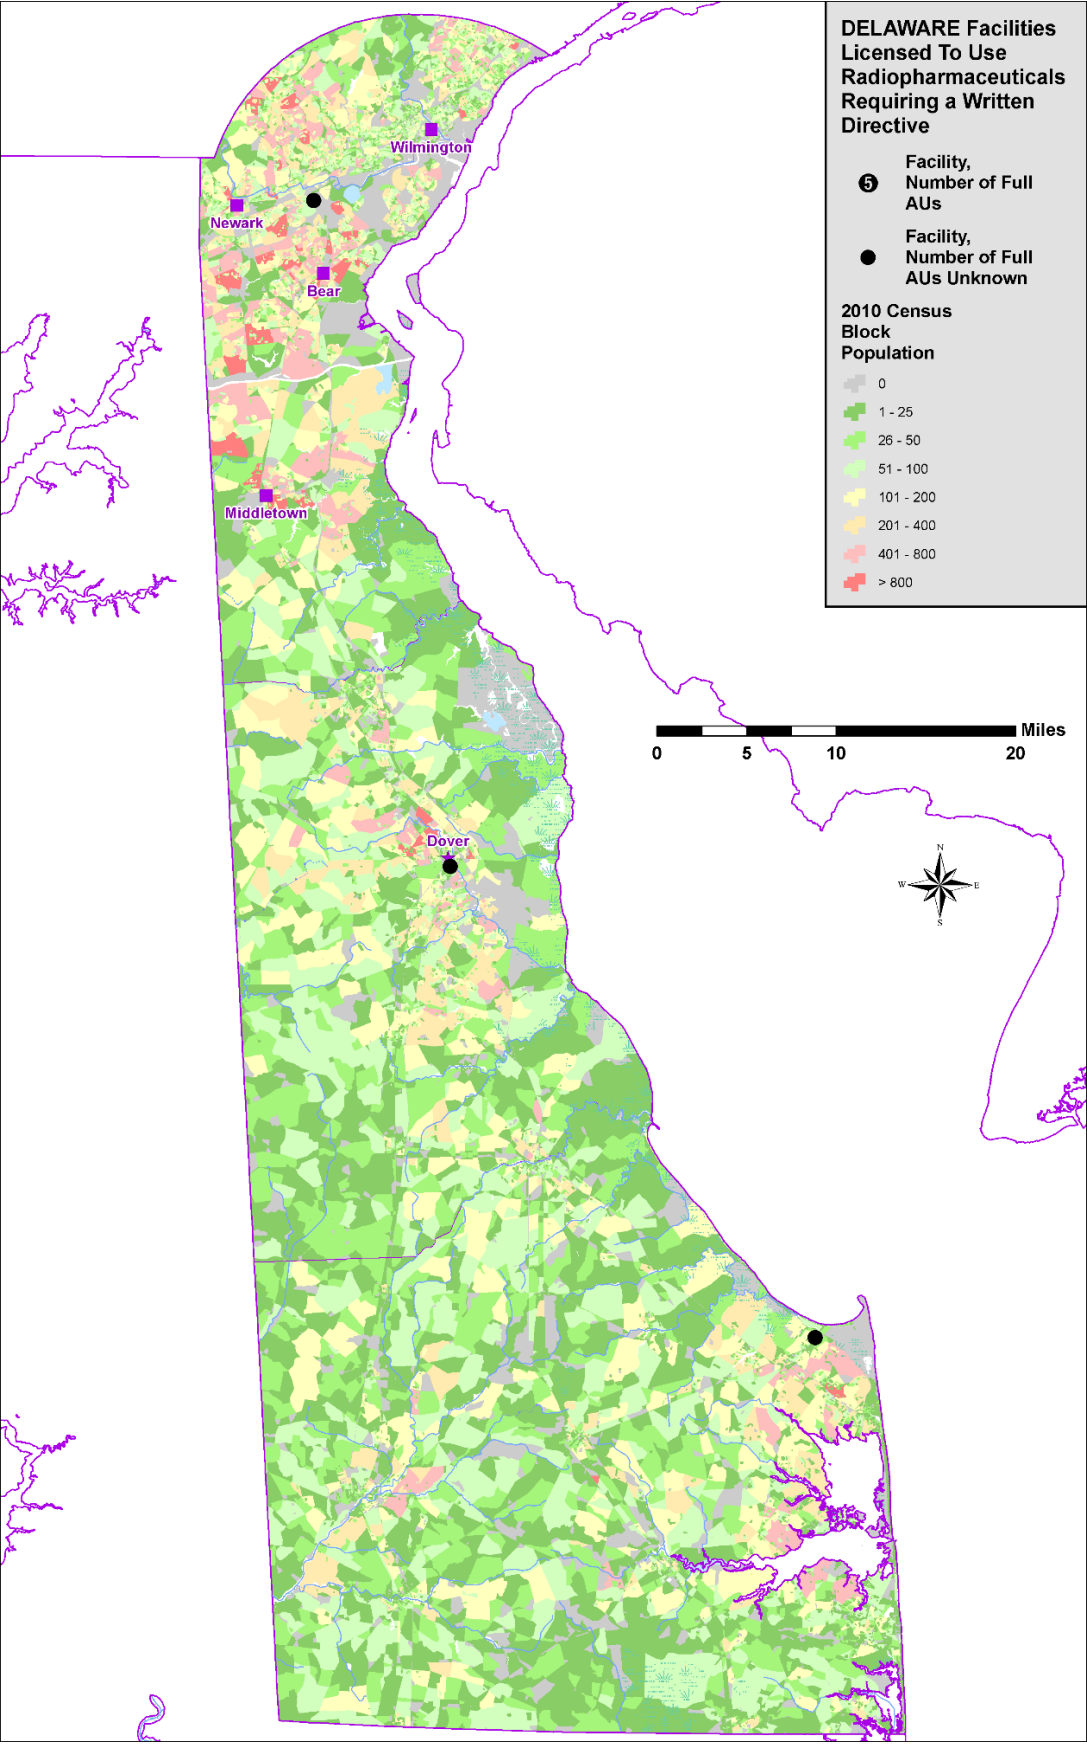 DELAWARE Facilities
Licensed To Use
Radiopharmaceuticals
Requiring a Written
Directive
5
Facility,
Number of Full
AUs
Facility,
Number of Full
AUs Unknown
2010 Census
Block
Population
0
1 - 25
26 - 50
51 - 100
101 - 200
201 - 400
401 - 800
> 800
Wilmington
Newark
Bear
Middletown
Miles
0 5 10 20
Dover
N
W E
S